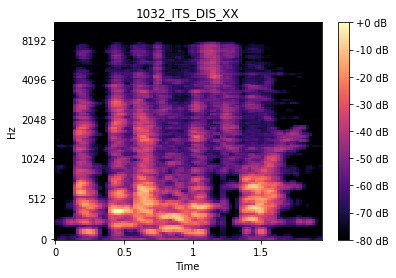 1032_ITS_DIS_XX
8192
4096
2048
1024
512
0
Hz
0
0.5
1
1.5
Time
+0 dB
-10 dB
-20 dB
-30 dB
-40 dB
-50 dB
-60 dB
-70 dB
-80 dB